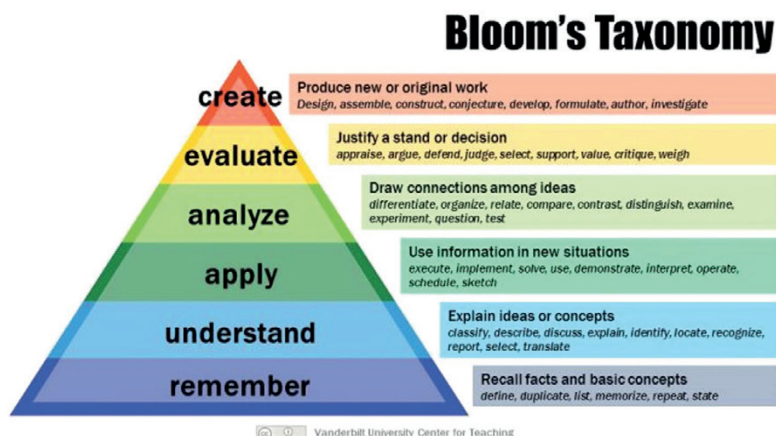 Bloom's Taxonomy
create
Produce new or original work
Design, assemble, construct, conjecture, develop, formulate, author, investigate
evaluate
Justify a stand or decision
appraise, argue, defend, judge, select, support, value, critique, weigh
analyze
Draw connections among ideas
differentiate, organize, relate, compare, contrast, distinguish, examine,
experiment, question, test
apply
Use information in new situations
execute, implement, solve, use, demonstrate, interpret, operate,
schedule, sketch
understand
Explain ideas or concepts
classify, describe, discuss, explain, identify, locate, recognize,
report, select, translate
remember
Recall facts and basic concepts
define, duplicate, list, memorize, repeat, state
cc
Vanderbilt University Center for Teaching